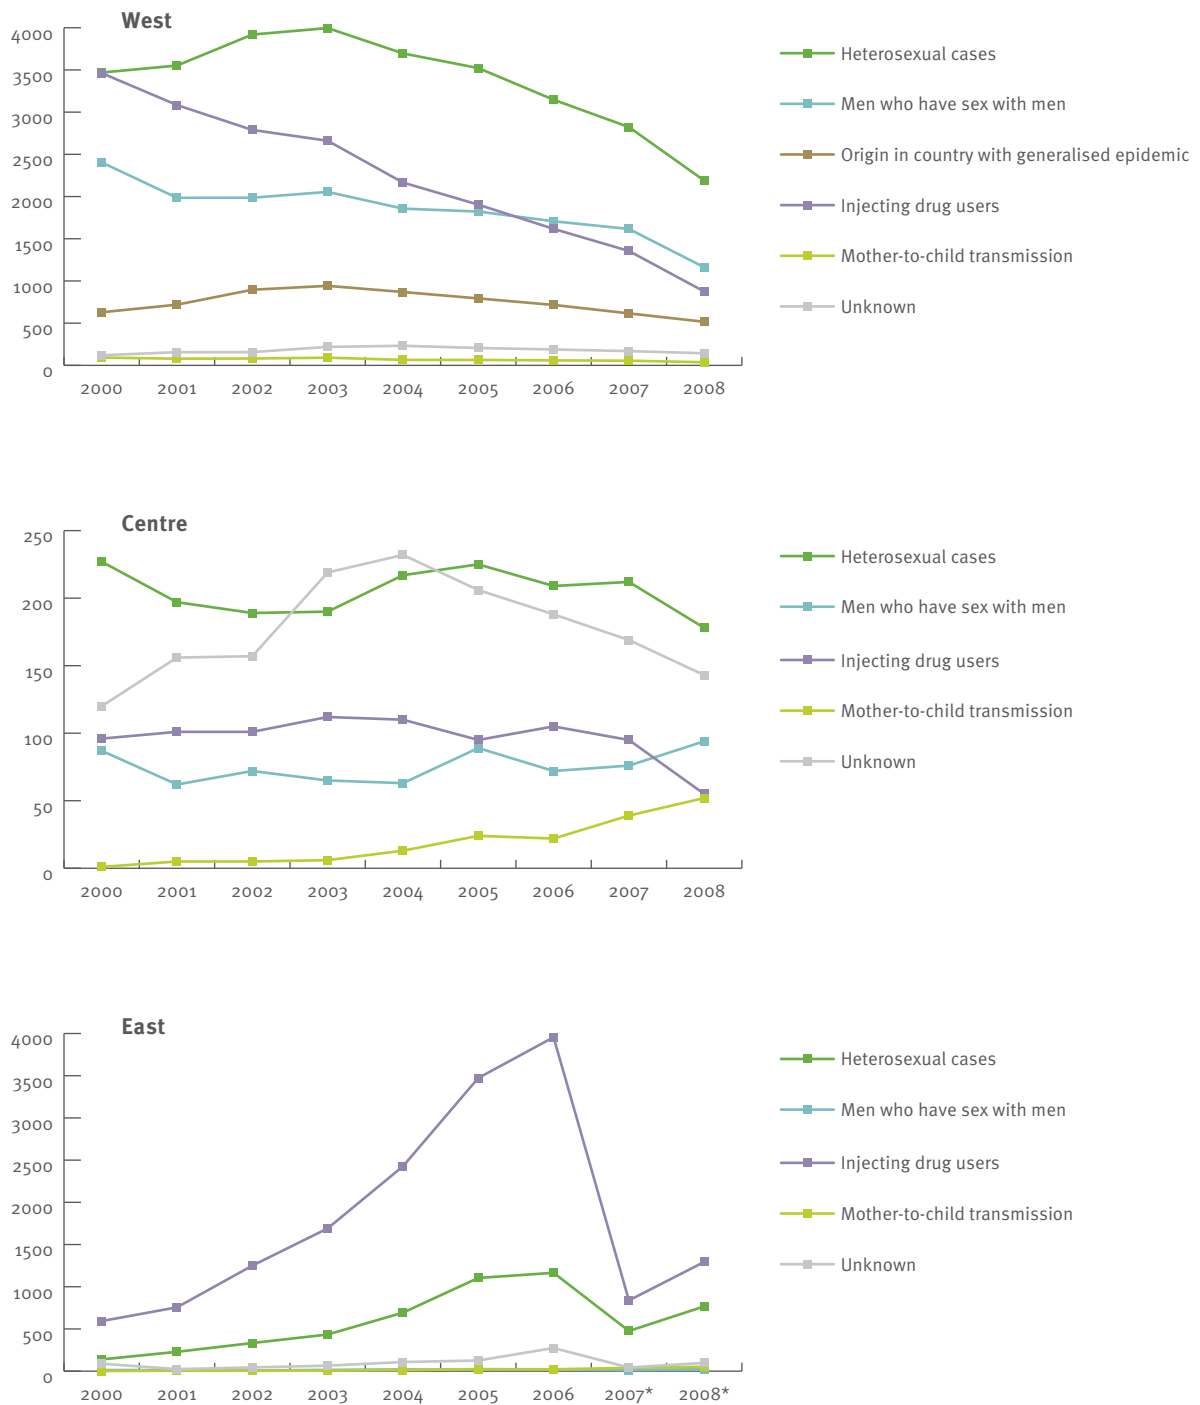 West
4000
3500
3000
2500
2000
1500
1000
500
0
2000 2001 2002 2003 2004 2005 2006 2007 2008
Heterosexual cases
Men who have sex with men
Origin in country with generalised epidemic
Injecting drug users
Mother-to-child transmission
Unknown
Centre
250
200
150
100
50
0
2000 2001 2002 2003 2004 2005 2006 2007 2008
Heterosexual cases
Men who have sex with men
Injecting drug users
Mother-to-child transmission
Unknown
East
4000
3500
3000
2500
2000
1500
1000
500
0
2000 2001 2002 2003 2004 2005 2006 2007* 2008*
Heterosexual cases
Men who have sex with men
Injecting drug users
Mother-to-child transmission
Unknown